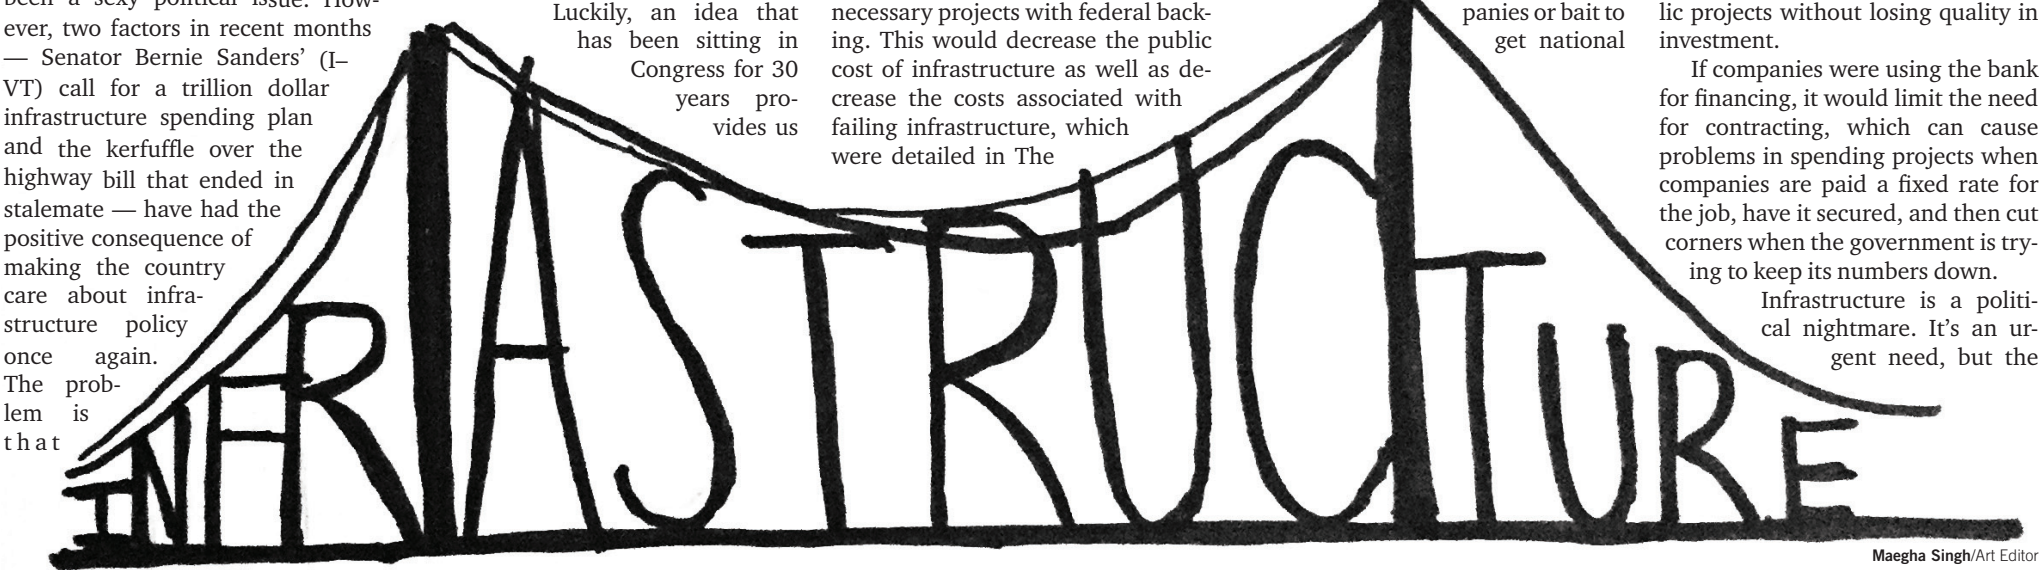 been a sexy political issue. How-
ever, two factors in recent months
— Senator Bernie Sanders’ (I–
VT) call for a trillion dollar
infrastructure spending plan
and the kerfuffle over the
highway bill that ended in
stalemate — have had the
positive consequence of
making the country
care about infra-
structure policy
once again.
The prob-
lem is
that
Luckily, an idea that
has been sitting in
Congress for 30
years pro-
vides us
necessary projects with federal back-
ing. This would decrease the public
cost of infrastructure as well as de-
crease the costs associated with
failing infrastructure, which
were detailed in The
panies or bait to
get national
lic projects without losing quality in
investment.
If companies were using the bank
for financing, it would limit the need
for contracting, which can cause
problems in spending projects when
companies are paid a fixed rate for
the job, have it secured, and then cut
corners when the government is try-
ing to keep its numbers down.
Infrastructure is a politi-
cal nightmare. It’s an ur-
gent need, but the
INFRASTRUCTURE
Maegha Singh/Art Editor